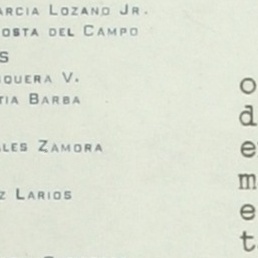 ARCIA LOZANO JR.
OSTA DEL CAMPO
S
QUERA V.
TIA BARBA
LES ZAMORA
Z LARIOS
o
d
e
m
e
t